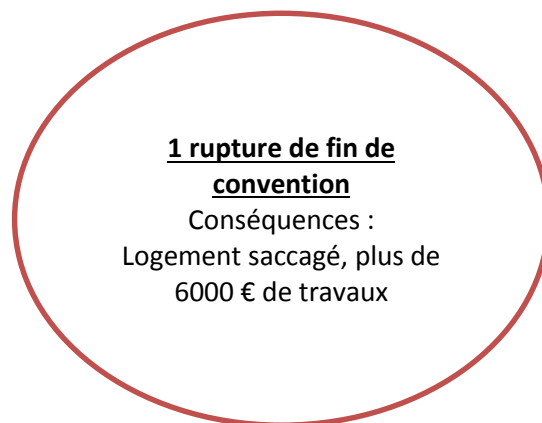 1 rupture de fin de
convention
Conséquences :
Logement saccagé, plus de
6000 € de travaux